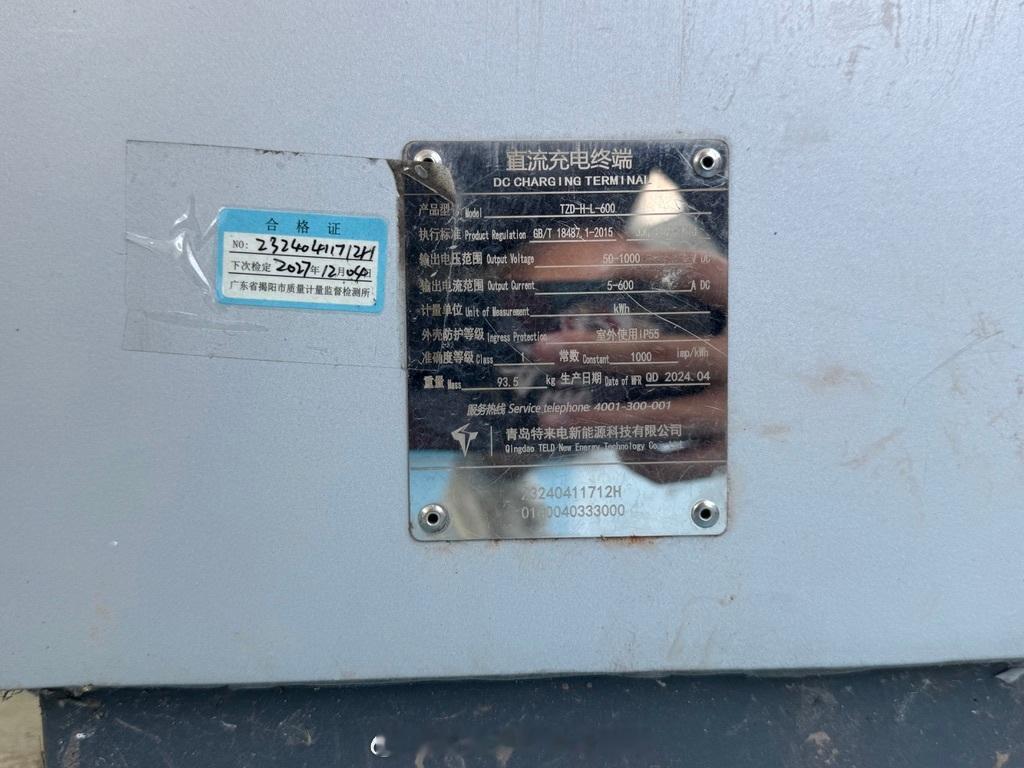 合格证
NO: 23240411712H
下次检定 2027年12月04日
广东省揭阳市质量计量监督检测所
直流充电终端
DC CHARGING TERMINAL
产品型号 Model TZD-H-L-600
执行标准 Product Regulation GB/T 18487.1-2015
输出电压范围 Output Voltage 50-1000 V DC
输出电流范围 Output Current 5-600 A DC
计量单位 Unit of Measurement kWh
外壳防护等级 Ingress Protection 室外使用IP55
准确度等级 Class 1 常数 Constant 1000 imp/kWh
重量 Mass 93.5 kg 生产日期 Date of MFR QD 2024.04
服务热线 Service telephone: 4001-300-001
青岛特来电新能源科技有限公司
Qingdao TELD New Energy Technology Co.
23240411712H